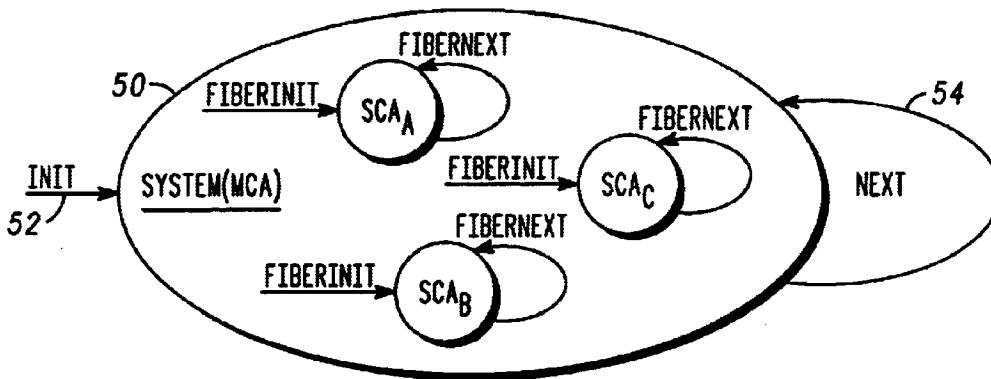 FIBERNEXT
50
FIBERINIT
SCA_A
54
FIBERNEXT
INIT
52
SYSTEM(MCA)
FIBERINIT
SCA_C
NEXT
FIBERNEXT
FIBERINIT
SCA_B